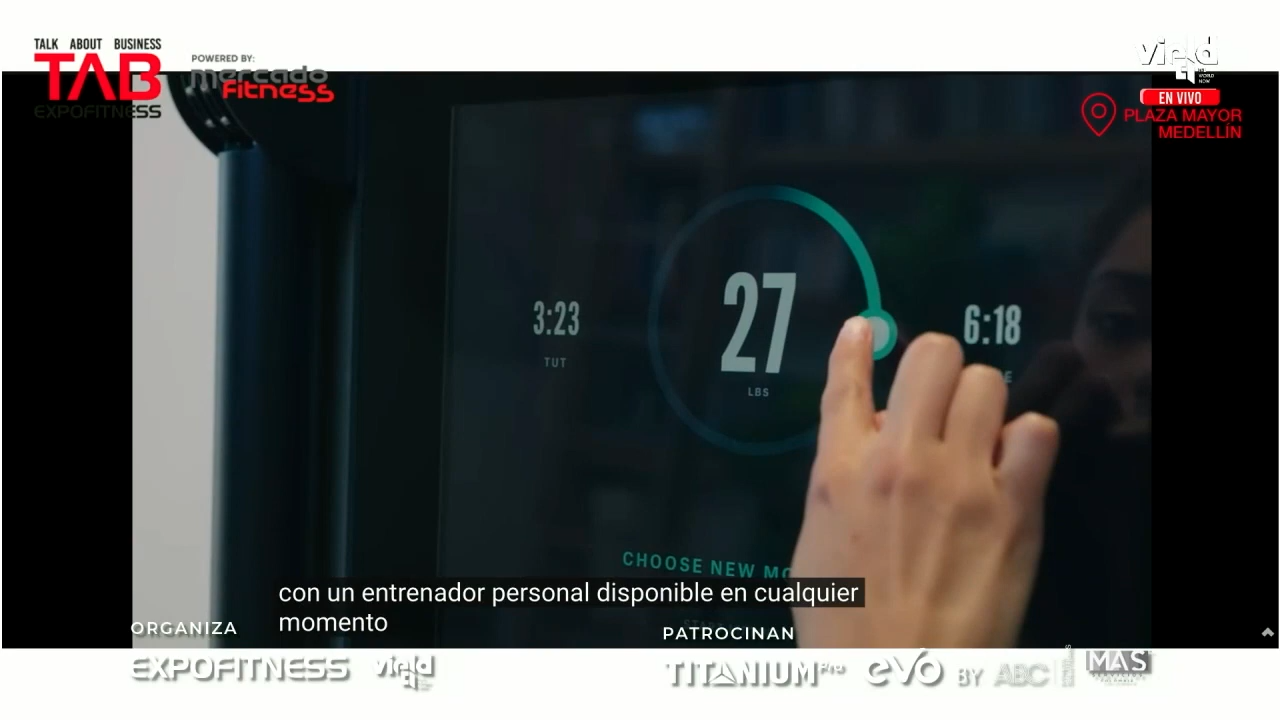 TALK ABOUT BUSINESS
TAB
EXPOFITNESS
POWERED BY:
mercado
fitness
EN VIVO
PLAZA MAYOR
MEDELLÍN
3:23
TUT
27
LBS
6:18
CHOOSE NEW
con un entrenador personal disponible en cualquier
momento
ORGANIZA
PATROCINAN
EXPOFITNESS
TITANIUM Pro
evo
BY ABC
MAS